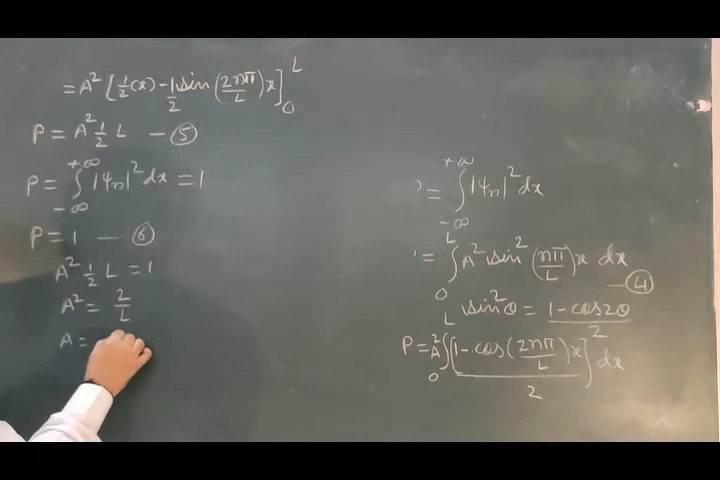 = A² [½(x) - ½ sin (2nπ/L) x]₀ᴸ
P = A² ½ L — ⑤
P = ∫₋∞⁺∞ |ψₙ|² dx = 1
P = 1 — ⑥
A² ½ L = 1
A² = 2/L
A =
= ∫₋∞⁺∞ |ψₙ|² dx
= ∫₀ᴸ A² sin² (nπ/L) x dx — ④
sin²θ = (1 - cos2θ)/2
P = A² ∫₀ᴸ [(1 - cos (2nπ/L) x)/2] dx